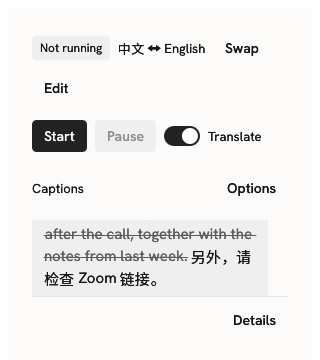 Not running 中文 ⬌ English Swap
Edit
Start Pause Translate
Captions Options
after the call, together with the
notes from last week. 另外，请
检查 Zoom 链接。
Details